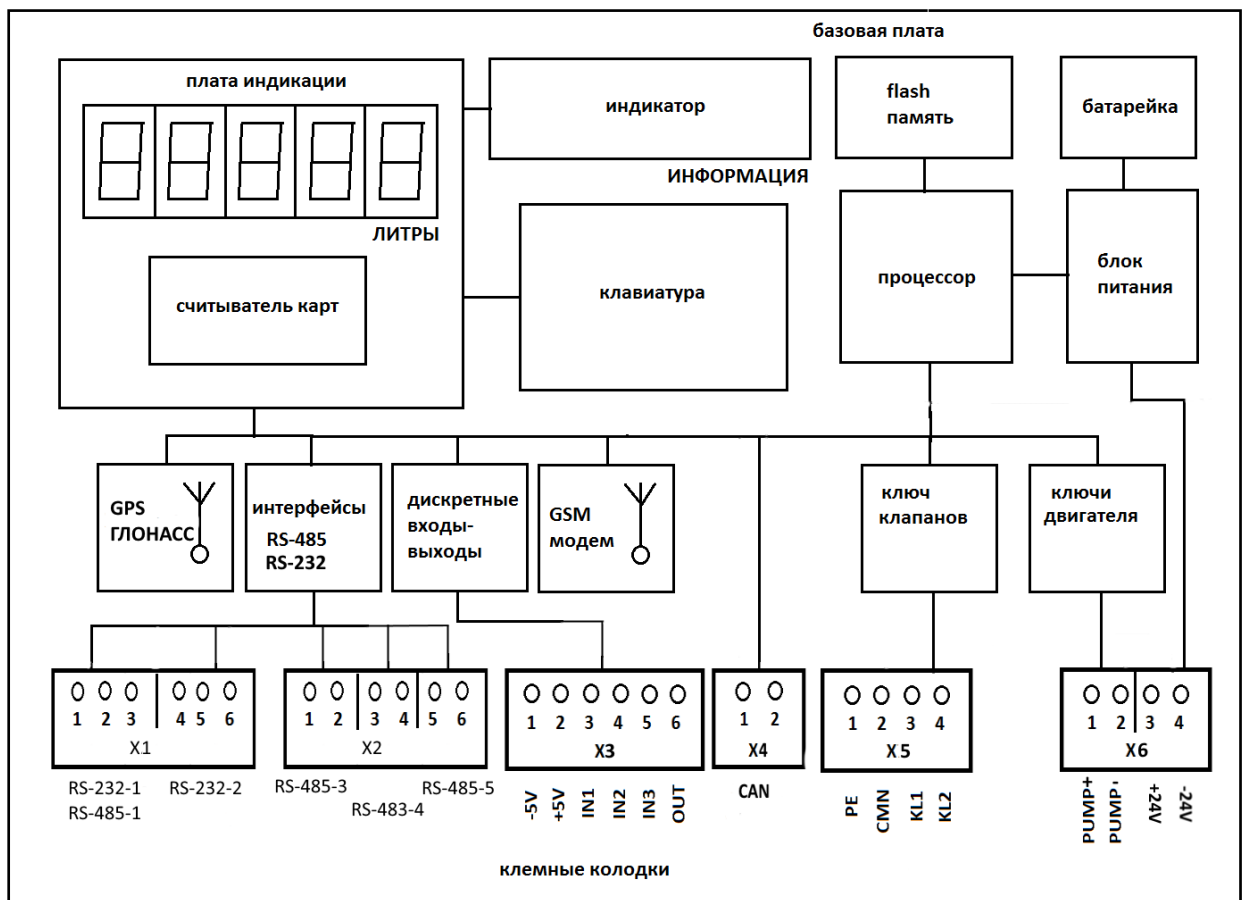 базовая плата
плата индикации
индикатор
flash
память
батарейка
ИНФОРМАЦИЯ
ЛИТРЫ
считыватель карт
клавиатура
процессор
блок
питания
GPS
ГЛОНАСС
интерфейсы
RS-485
RS-232
дискретные
входы-
выходы
GSM
модем
ключ
клапанов
ключи
двигателя
1 2 3 4 5 6
X1
1 2 3 4 5 6
X2
1 2 3 4 5 6
X3
1 2
X4
1 2 3 4
X5
1 2 3 4
X6
RS-232-1
RS-485-1
RS-232-2
RS-485-3
RS-483-4
RS-485-5
-5V
+5V
IN1
IN2
IN3
OUT
CAN
PE
CMN
KL1
KL2
PUMP+
PUMP-
+24V
-24V
клемные колодки